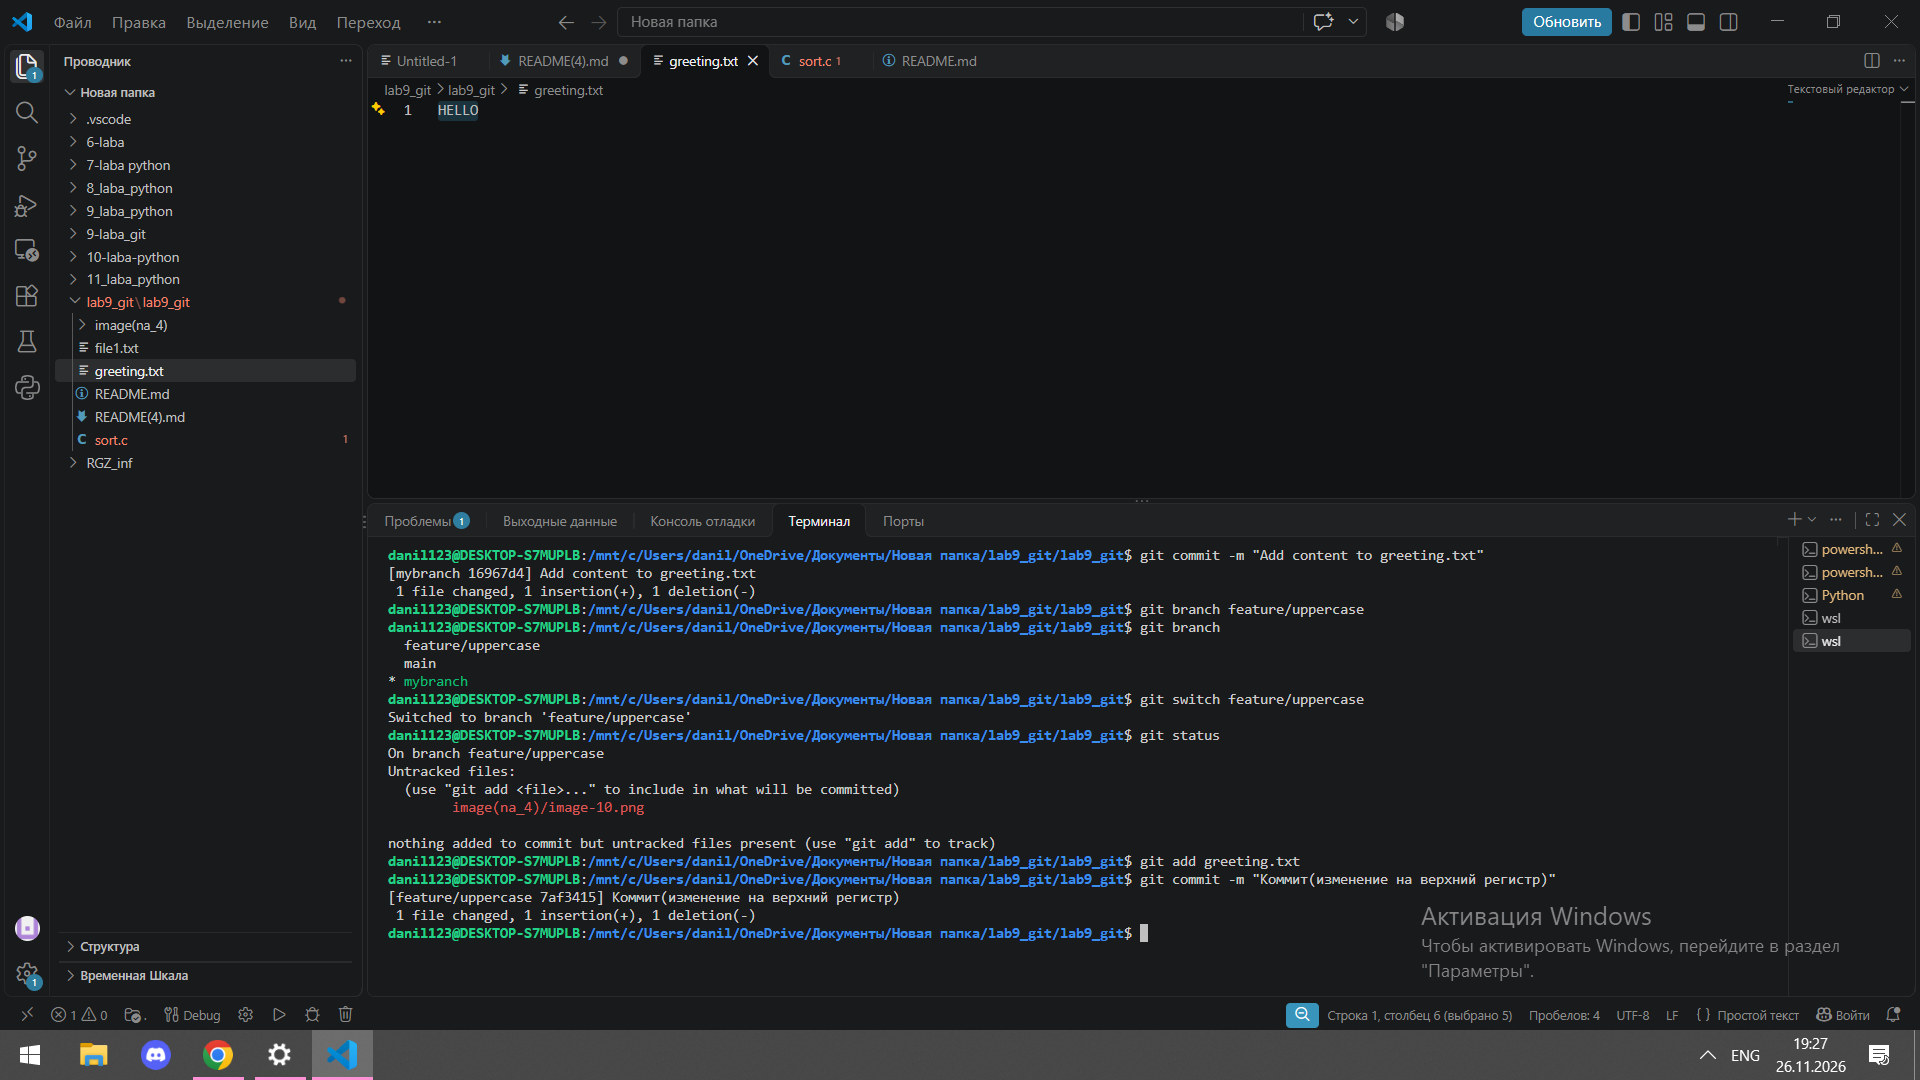 Файл Правка Выделение Вид Переход ··· Новая папка Обновить
Проводник ···
Новая папка
.vscode
6-laba
7-laba python
8_laba_python
9_laba_python
9-laba_git
10-laba-python
11_laba_python
lab9_git\lab9_git
image(na_4)
file1.txt
greeting.txt
README.md
README(4).md
sort.c 1
RGZ_inf
Структура
Временная Шкала
1
1
Untitled-1 README(4).md greeting.txt sort.c 1 README.md
lab9_git > lab9_git > greeting.txt
Текстовый редактор
1 HELLO
Проблемы 1 Выходные данные Консоль отладки Терминал Порты
danil123@DESKTOP-S7MUPLB:/mnt/c/Users/danil/OneDrive/Документы/Новая папка/lab9_git/lab9_git$ git commit -m "Add content to greeting.txt"
[mybranch 16967d4] Add content to greeting.txt
1 file changed, 1 insertion(+), 1 deletion(-)
danil123@DESKTOP-S7MUPLB:/mnt/c/Users/danil/OneDrive/Документы/Новая папка/lab9_git/lab9_git$ git branch feature/uppercase
danil123@DESKTOP-S7MUPLB:/mnt/c/Users/danil/OneDrive/Документы/Новая папка/lab9_git/lab9_git$ git branch
feature/uppercase
main
* mybranch
danil123@DESKTOP-S7MUPLB:/mnt/c/Users/danil/OneDrive/Документы/Новая папка/lab9_git/lab9_git$ git switch feature/uppercase
Switched to branch 'feature/uppercase'
danil123@DESKTOP-S7MUPLB:/mnt/c/Users/danil/OneDrive/Документы/Новая папка/lab9_git/lab9_git$ git status
On branch feature/uppercase
Untracked files:
(use "git add <file>..." to include in what will be committed)
image(na_4)/image-10.png
nothing added to commit but untracked files present (use "git add" to track)
danil123@DESKTOP-S7MUPLB:/mnt/c/Users/danil/OneDrive/Документы/Новая папка/lab9_git/lab9_git$ git add greeting.txt
danil123@DESKTOP-S7MUPLB:/mnt/c/Users/danil/OneDrive/Документы/Новая папка/lab9_git/lab9_git$ git commit -m "Коммит(изменение на верхний регистр)"
[feature/uppercase 7af3415] Коммит(изменение на верхний регистр)
1 file changed, 1 insertion(+), 1 deletion(-)
danil123@DESKTOP-S7MUPLB:/mnt/c/Users/danil/OneDrive/Документы/Новая папка/lab9_git/lab9_git$
powersh...
powersh...
Python
wsl
wsl
Активация Windows
Чтобы активировать Windows, перейдите в раздел
"Параметры".
1 0 Debug Строка 1, столбец 6 (выбрано 5) Пробелов: 4 UTF-8 LF {} Простой текст Войти
ENG 19:27
26.11.2026